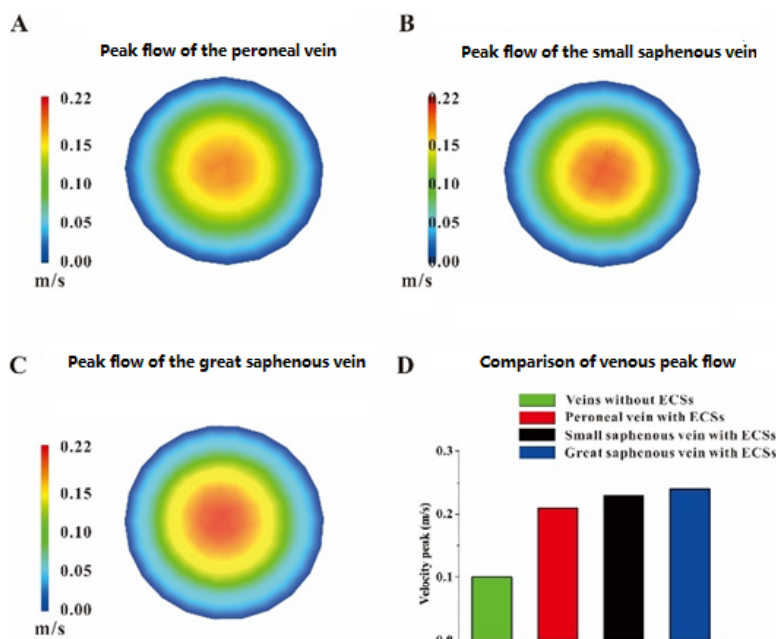 A
Peak flow of the peroneal vein
0.22
0.15
0.10
0.05
0.00
m/s
B
Peak flow of the small saphenous vein
0.22
0.15
0.10
0.05
0.00
m/s
C
Peak flow of the great saphenous vein
0.22
0.15
0.10
0.05
0.00
m/s
D
Comparison of venous peak flow
Veins without ECSs
Peroneal vein with ECSs
Small saphenous vein with ECSs
Great saphenous vein with ECSs
Velocity peak (m/s)
0.3
0.2
0.1
0.0